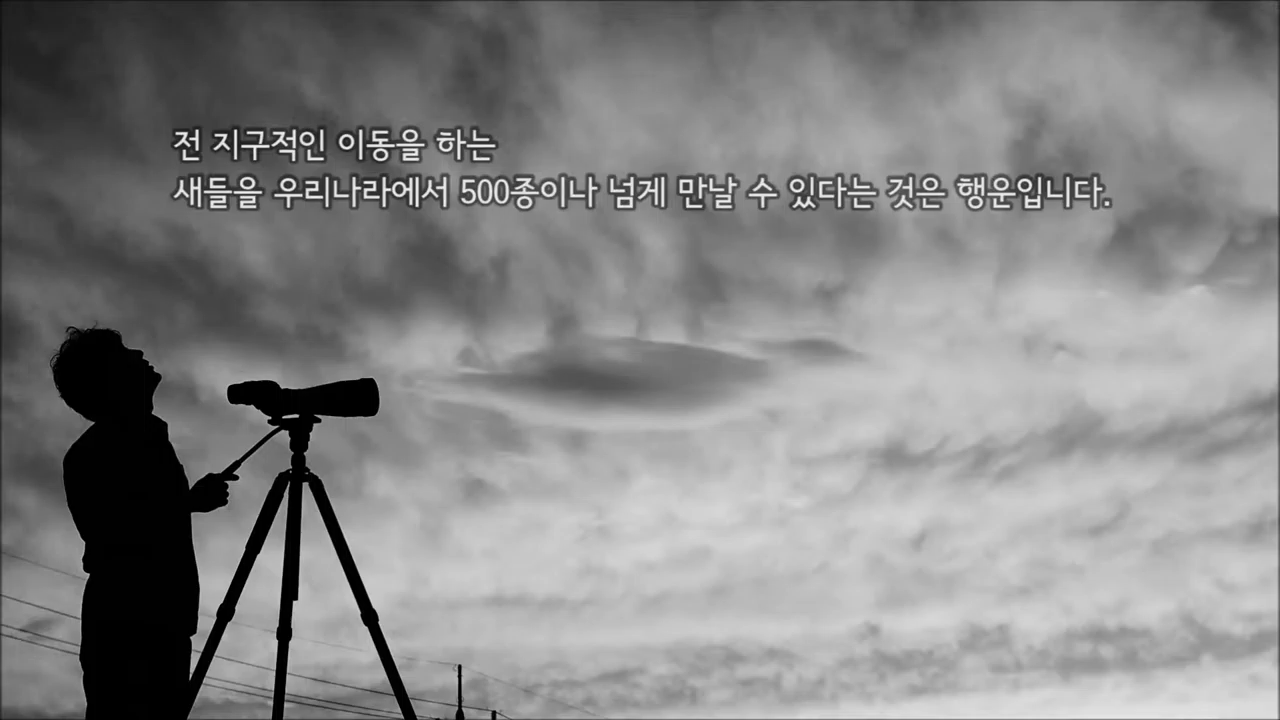 전 지구적인 이동을 하는
새들을 우리나라에서 500종이나 넘게 만날 수 있다는 것은 행운입니다.